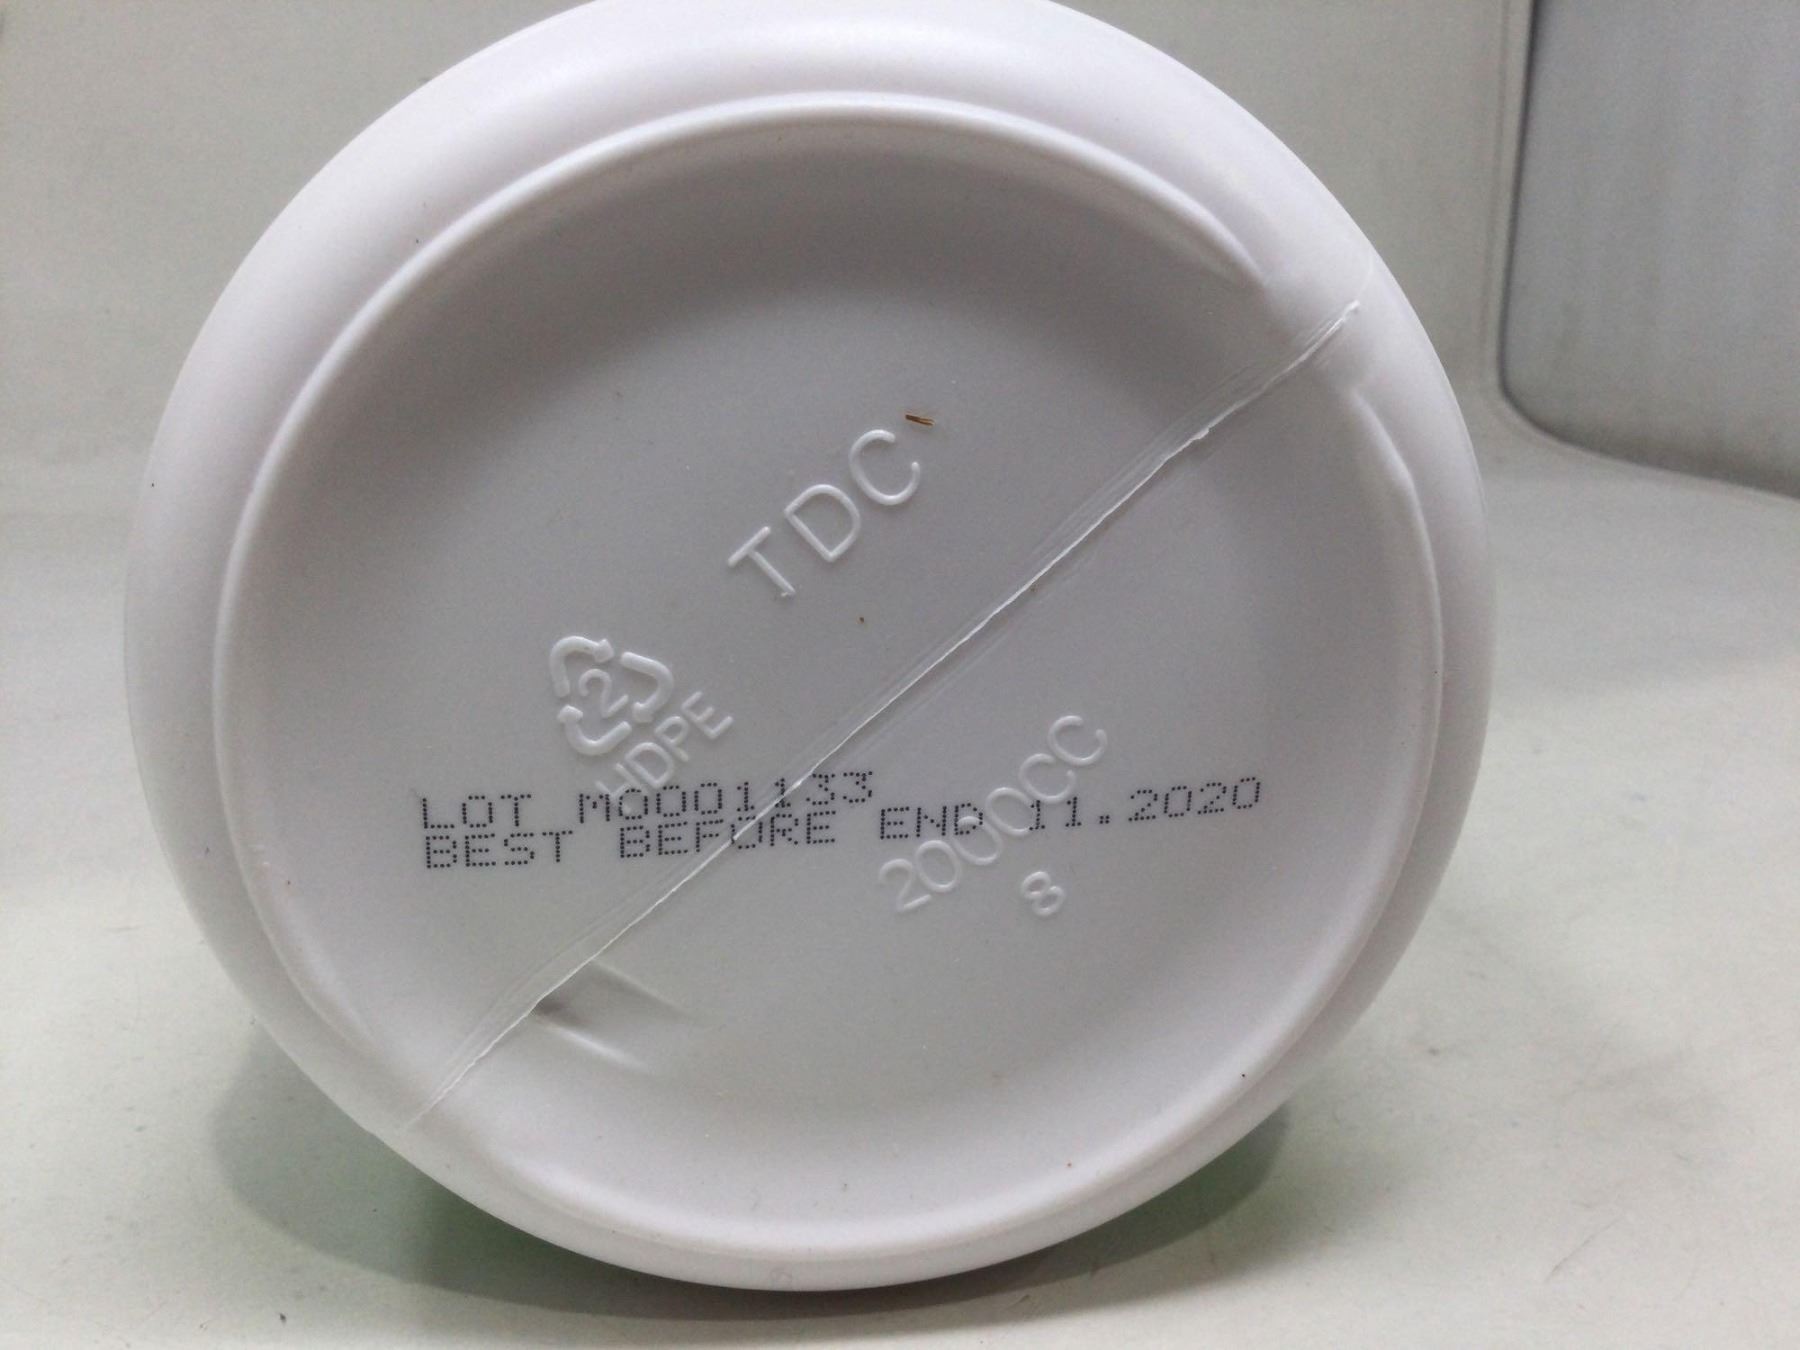 TDC
2
HDPE
LOT M0001133
BEST BEFORE END 11.2020
2000CC
8